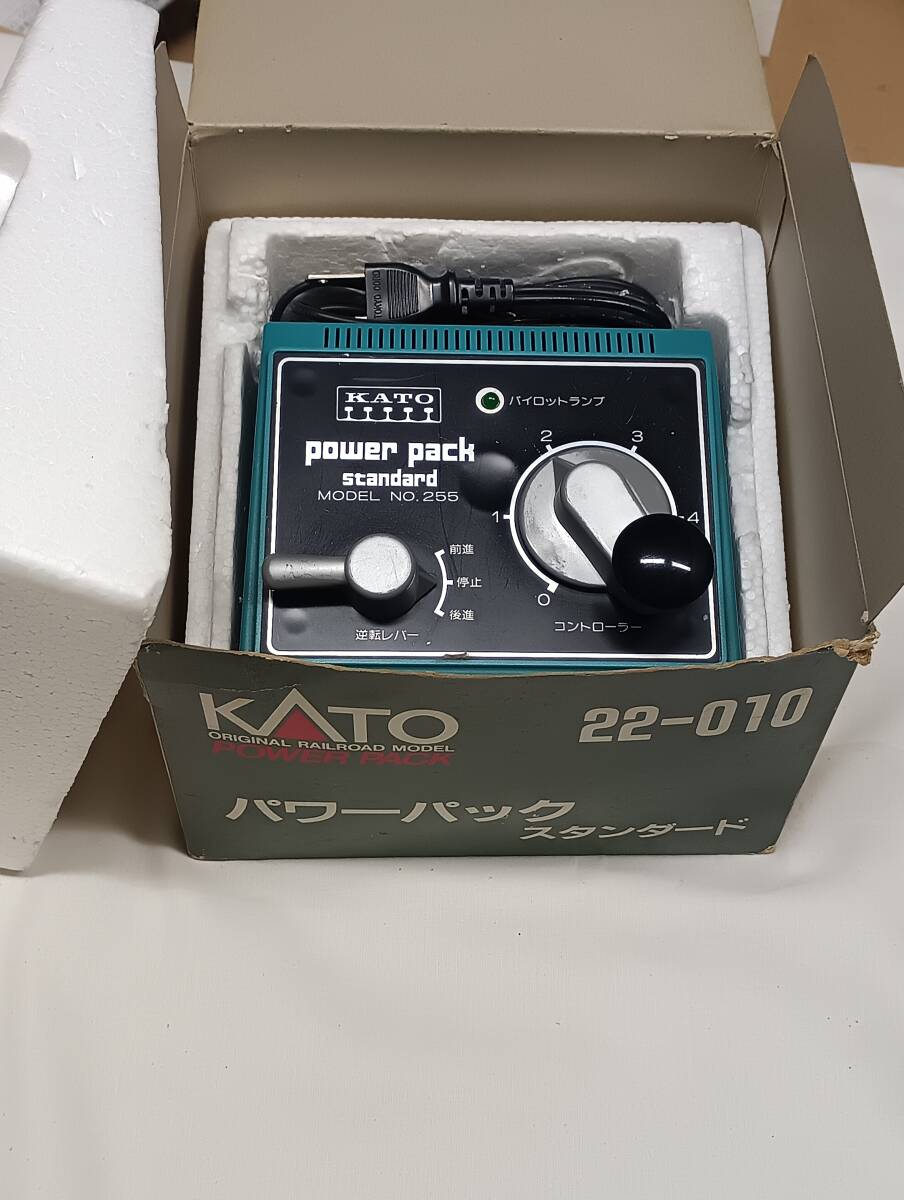 TOKYO
KATO
パイロットランプ
power pack
standard
MODEL NO.255
2
3
1
4
0
前進
停止
後進
逆転レバー
コントローラー
KATO
ORIGINAL RAILROAD MODEL
POWER PACK
22-010
パワーパック
スタンダード